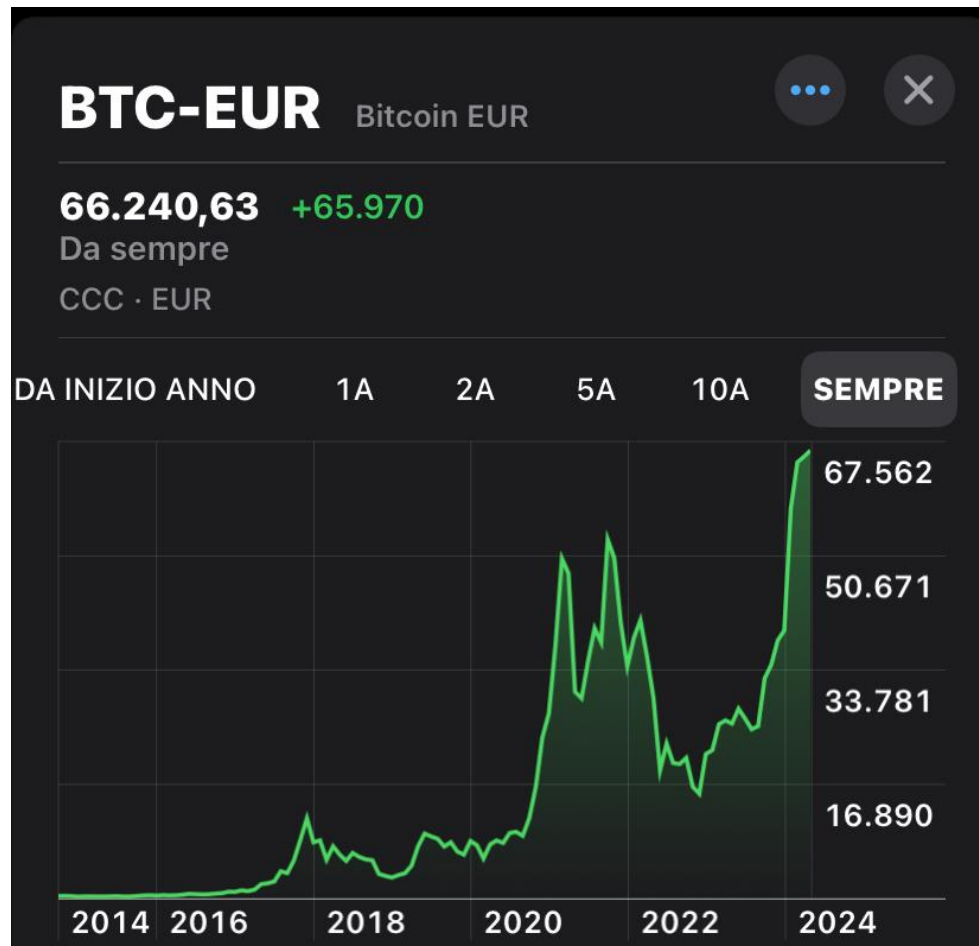 BTC-EUR Bitcoin EUR
66.240,63 +65.970
Da sempre
CCC · EUR
DA INIZIO ANNO 1A 2A 5A 10A SEMPRE
67.562
50.671
33.781
16.890
2014 2016 2018 2020 2022 2024